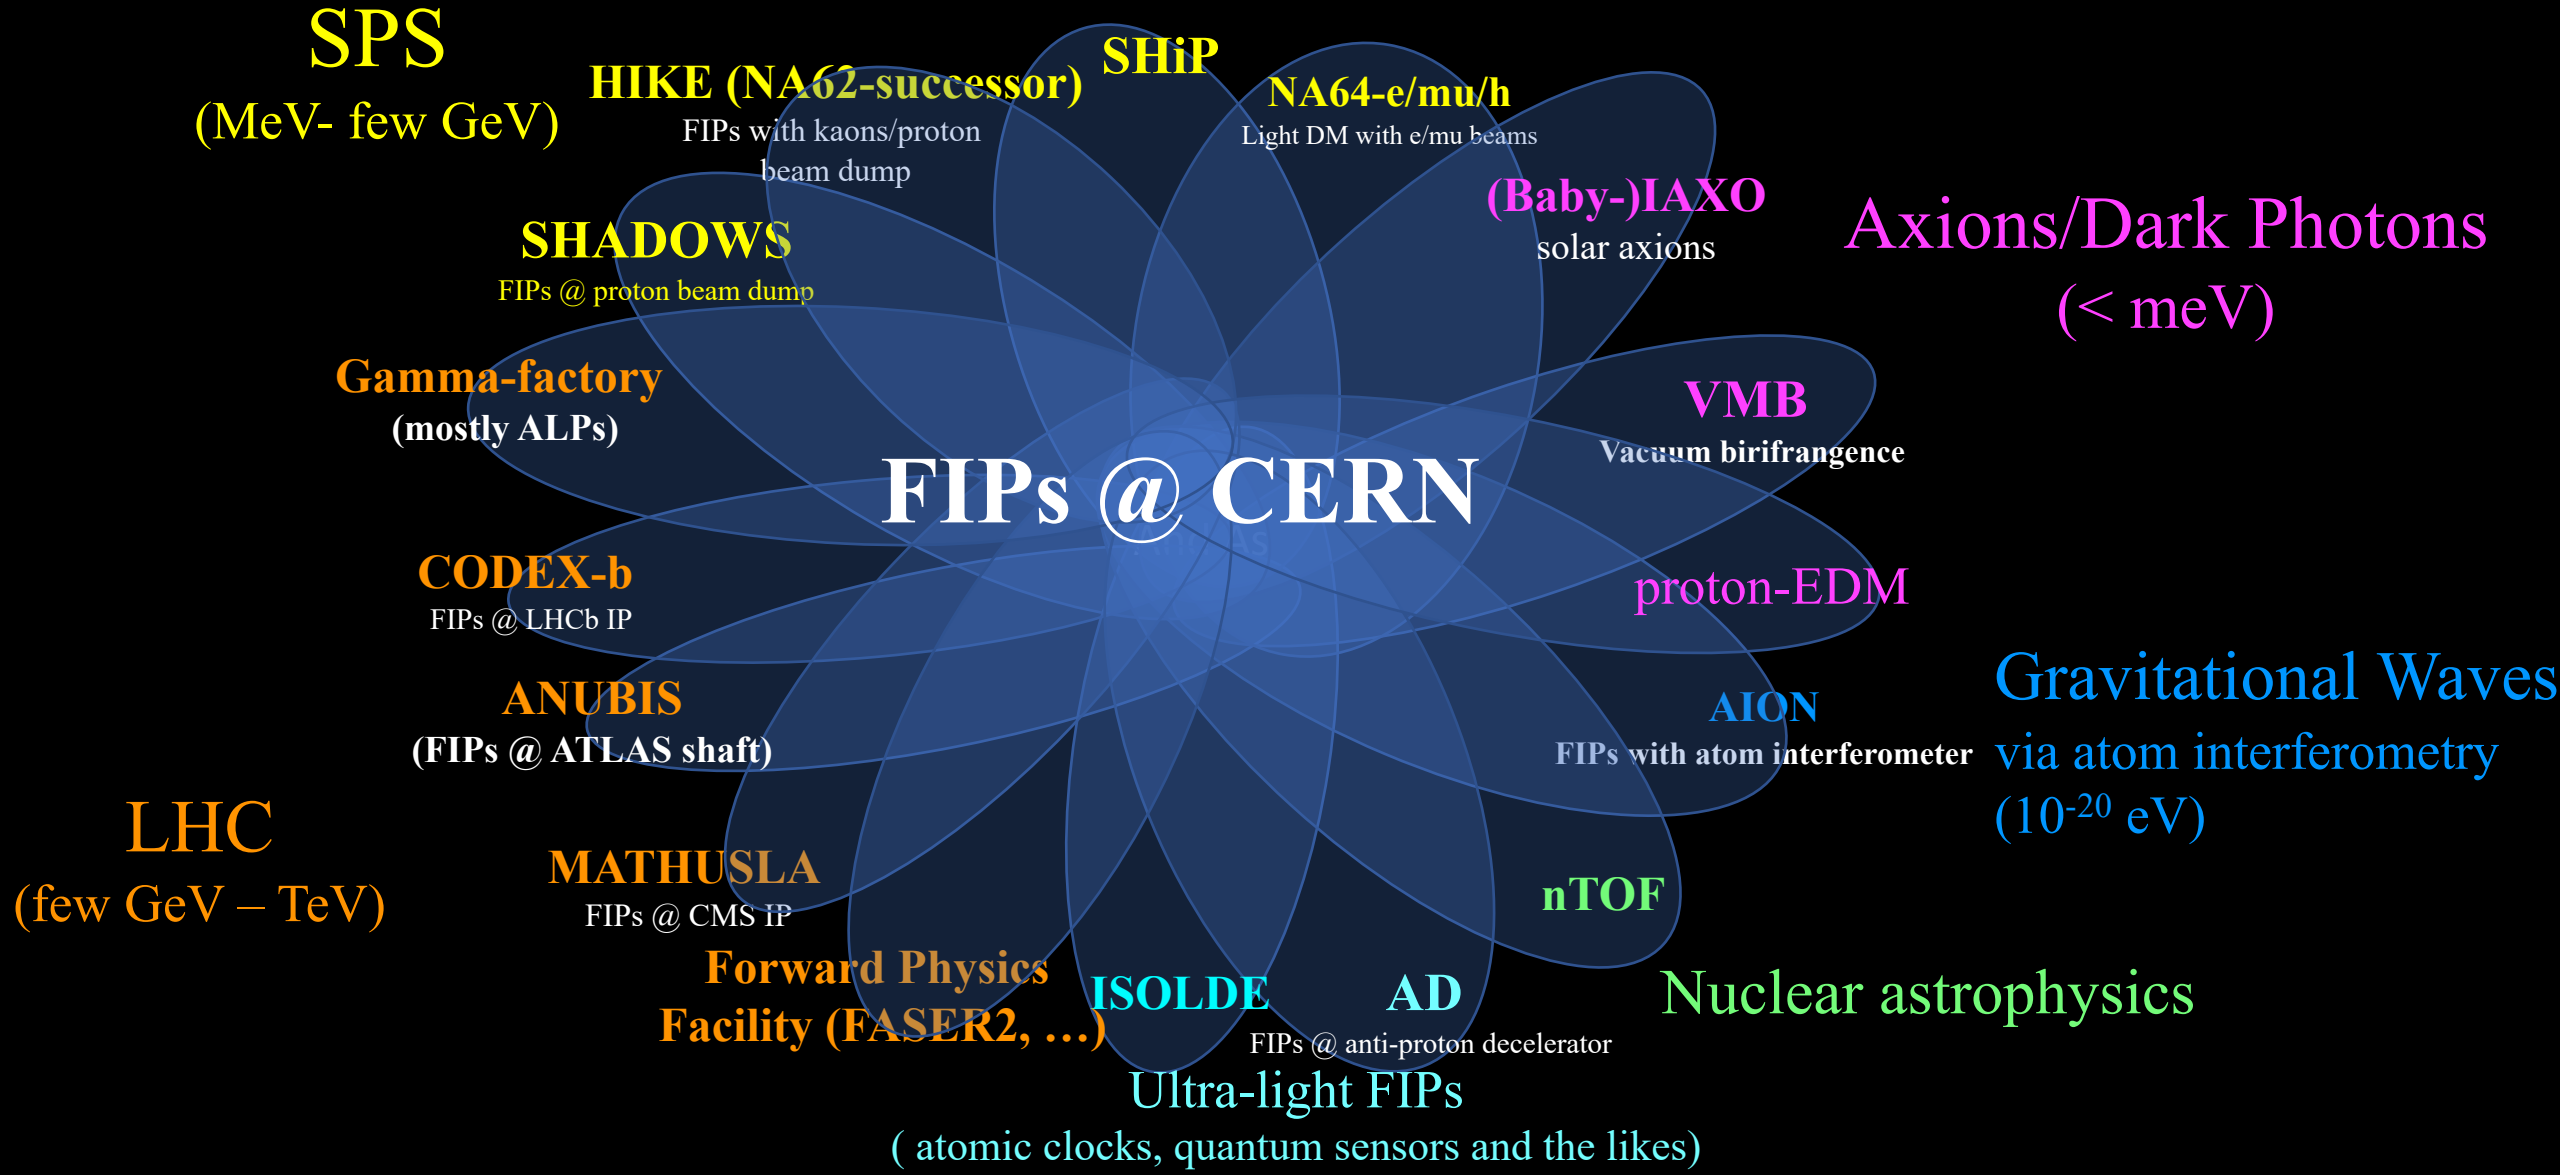 SPS
(MeV- few GeV)
HIKE (NA62-successor)
FIPs with kaons/proton
beam dump
SHiP
NA64-e/mu/h
Light DM with e/mu beams
SHADOWS
FIPs @ proton beam dump
(Baby-)IAXO
solar axions
Axions/Dark Photons
(< meV)
Gamma-factory
(mostly ALPs)
VMB
Vacuum birifrangence
FIPs @ CERN
CODEX-b
FIPs @ LHCb IP
proton-EDM
ANUBIS
(FIPs @ ATLAS shaft)
AION
FIPs with atom interferometer
Gravitational Waves
via atom interferometry
(10⁻²⁰ eV)
LHC
(few GeV – TeV)
MATHUSLA
FIPs @ CMS IP
nTOF
Forward Physics
Facility (FASER2, …)
ISOLDE
AD
FIPs @ anti-proton decelerator
Nuclear astrophysics
Ultra-light FIPs
( atomic clocks, quantum sensors and the likes)